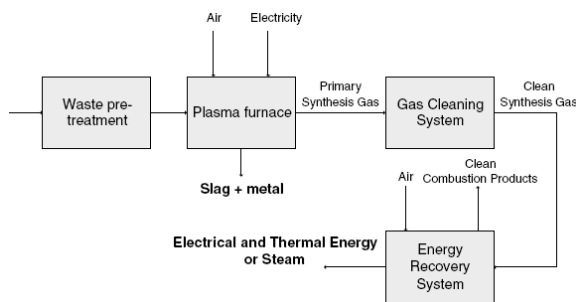 Air
Electricity
Waste pre-
treatment
Plasma furnace
Primary
Synthesis Gas
Gas Cleaning
System
Clean
Synthesis Gas
Slag + metal
Air
Clean
Combustion Products
Electrical and Thermal Energy
or Steam
Energy
Recovery
System